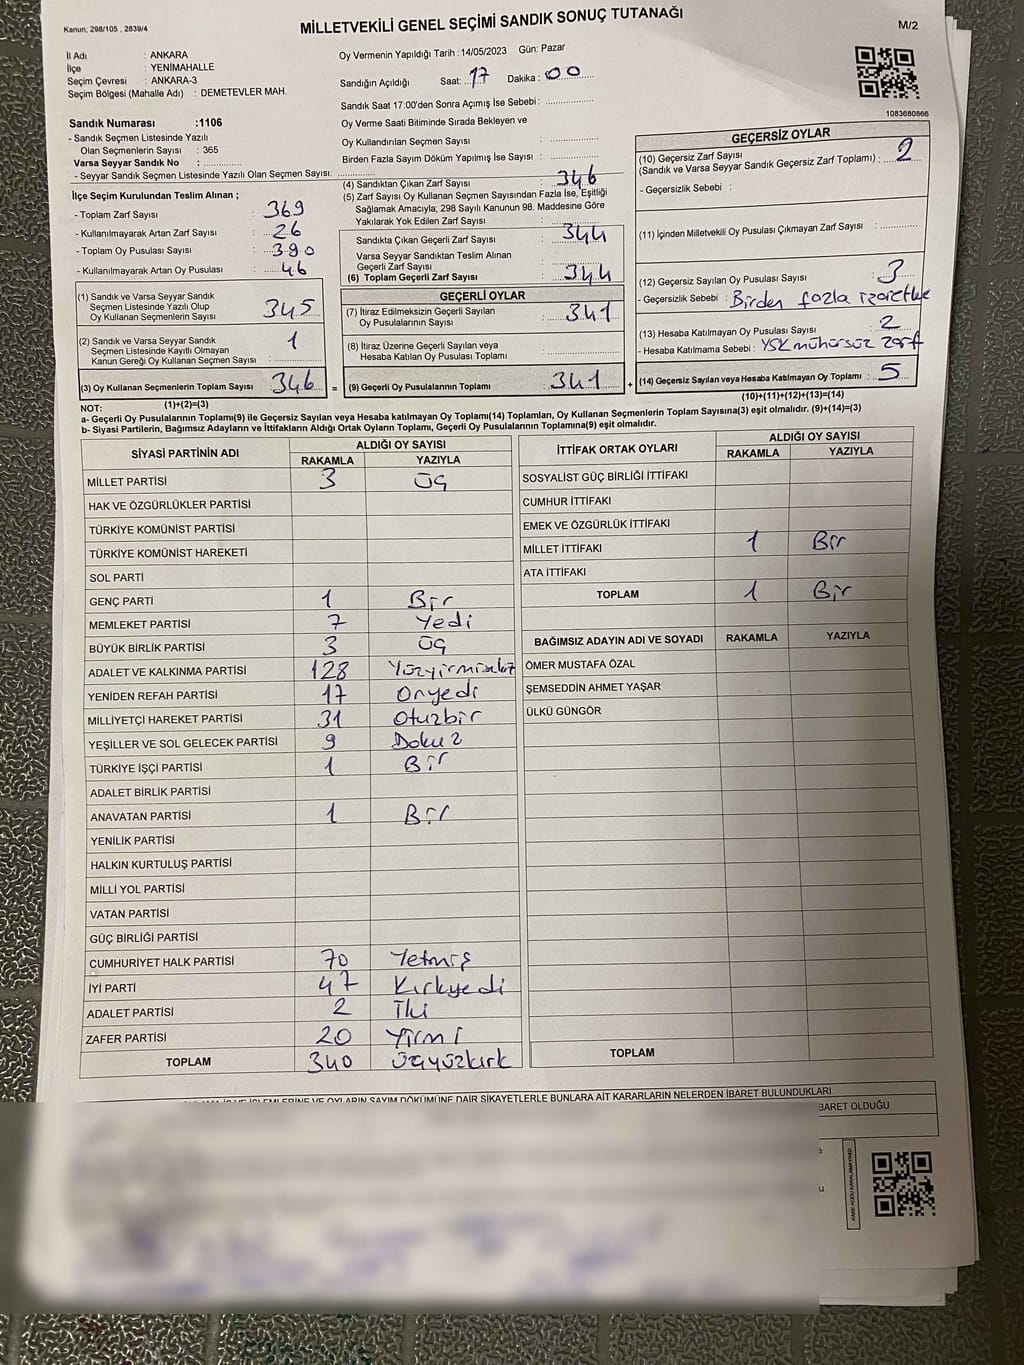 Kanun; 298/105 , 2839/4
MİLLETVEKİLİ GENEL SEÇİMİ SANDIK SONUÇ TUTANAĞI
M/2
İl Adı : ANKARA
İlçe : YENİMAHALLE
Seçim Çevresi : ANKARA-3
Seçim Bölgesi (Mahalle Adı) : DEMETEVLER MAH.
Oy Vermenin Yapıldığı Tarih : 14/05/2023 Gün: Pazar
Sandığın Açıldığı Saat: 17 Dakika : 00
Sandık Saat 17:00'den Sonra Açımış İse Sebebi :
1083680866
Sandık Numarası :1106
- Sandık Seçmen Listesinde Yazılı
Olan Seçmenlerin Sayısı : 365
Varsa Seyyar Sandık No :
- Seyyar Sandık Seçmen Listesinde Yazılı Olan Seçmen Sayısı:
Oy Verme Saati Bitiminde Sırada Bekleyen ve
Oy Kullandırılan Seçmen Sayısı :
Birden Fazla Sayım Döküm Yapılmış İse Sayısı :
İlçe Seçim Kurulundan Teslim Alınan ;
- Toplam Zarf Sayısı : 369
- Kullanılmayarak Artan Zarf Sayısı : 26
- Toplam Oy Pusulası Sayısı : 390
- Kullanılmayarak Artan Oy Pusulası : 46
(1) Sandık ve Varsa Seyyar Sandık
Seçmen Listesinde Yazılı Olup
Oy Kullanan Seçmenlerin Sayısı 345
(2) Sandık ve Varsa Seyyar Sandık
Seçmen Listesinde Kayıtlı Olmayan
Kanun Gereği Oy Kullanan Seçmen Sayısı : 1
(3) Oy Kullanan Seçmenlerin Toplam Sayısı 346 =
(1)+(2)=(3)
(4) Sandıktan Çıkan Zarf Sayısı : 346
(5) Zarf Sayısı Oy Kullanan Seçmen Sayısından Fazla İse, Eşitliği
Sağlamak Amacıyla; 298 Sayılı Kanunun 98. Maddesine Göre
Yakılarak Yok Edilen Zarf Sayısı :
Sandıkta Çıkan Geçerli Zarf Sayısı : 344
Varsa Seyyar Sandıktan Teslim Alınan
Geçerli Zarf Sayısı :
(6) Toplam Geçerli Zarf Sayısı : 344
GEÇERLİ OYLAR
(7) İtiraz Edilmeksizin Geçerli Sayılan
Oy Pusulalarının Sayısı : 341
(8) İtiraz Üzerine Geçerli Sayılan veya
Hesaba Katılan Oy Pusulası Toplamı :
(9) Geçerli Oy Pusulalarının Toplamı : 341 +
GEÇERSİZ OYLAR
(10) Geçersiz Zarf Sayısı
(Sandık ve Varsa Seyyar Sandık Geçersiz Zarf Toplamı) : 2
- Geçersizlik Sebebi :
(11) İçinden Milletvekili Oy Pusulası Çıkmayan Zarf Sayısı :
(12) Geçersiz Sayılan Oy Pusulası Sayısı : 3
- Geçersizlik Sebebi : Birden fazla işaretleme
(13) Hesaba Katılmayan Oy Pusulası Sayısı : 2
- Hesaba Katılmama Sebebi : YSK mühürsüz zarf
(14) Geçersiz Sayılan veya Hesaba Katılmayan Oy Toplamı : 5
(10)+(11)+(12)+(13)=(14)
NOT:
a- Geçerli Oy Pusulalarının Toplamı(9) ile Geçersiz Sayılan veya Hesaba katılmayan Oy Toplamı(14) Toplamları, Oy Kullanan Seçmenlerin Toplam Sayısına(3) eşit olmalıdır. (9)+(14)=(3)
b- Siyasi Partilerin, Bağımsız Adayların ve İttifakların Aldığı Ortak Oyların Toplamı, Geçerli Oy Pusulalarının Toplamına(9) eşit olmalıdır.
SİYASİ PARTİNİN ADI ALDIĞI OY SAYISI
RAKAMLA YAZIYLA
MİLLET PARTİSİ 3 Üç
HAK VE ÖZGÜRLÜKLER PARTİSİ
TÜRKİYE KOMÜNİST PARTİSİ
TÜRKİYE KOMÜNİST HAREKETİ
SOL PARTİ
GENÇ PARTİ 1 Bir
MEMLEKET PARTİSİ 7 Yedi
BÜYÜK BİRLİK PARTİSİ 3 Üç
ADALET VE KALKINMA PARTİSİ 128 Yüzyirmisekiz
YENİDEN REFAH PARTİSİ 17 Onyedi
MİLLİYETÇİ HAREKET PARTİSİ 31 Otuzbir
YEŞİLLER VE SOL GELECEK PARTİSİ 9 Dokuz
TÜRKİYE İŞÇİ PARTİSİ 1 Bir
ADALET BİRLİK PARTİSİ
ANAVATAN PARTİSİ 1 Bir
YENİLİK PARTİSİ
HALKIN KURTULUŞ PARTİSİ
MİLLİ YOL PARTİSİ
VATAN PARTİSİ
GÜÇ BİRLİĞİ PARTİSİ
CUMHURİYET HALK PARTİSİ 70 Yetmiş
İYİ PARTİ 47 Kırkyedi
ADALET PARTİSİ 2 İki
ZAFER PARTİSİ 20 Yirmi
TOPLAM 340 Üçyüzkırk
İTTİFAK ORTAK OYLARI ALDIĞI OY SAYISI
RAKAMLA YAZIYLA
SOSYALİST GÜÇ BİRLİĞİ İTTİFAKI
CUMHUR İTTİFAKI
EMEK VE ÖZGÜRLÜK İTTİFAKI
MİLLET İTTİFAKI 1 Bir
ATA İTTİFAKI
TOPLAM 1 Bir
BAĞIMSIZ ADAYIN ADI VE SOYADI RAKAMLA YAZIYLA
ÖMER MUSTAFA ÖZAL
ŞEMSEDDİN AHMET YAŞAR
ÜLKÜ GÜNGÖR
TOPLAM
İŞLEMLERİNE VE OYLARIN SAYIM DÖKÜMÜNE DAİR ŞİKAYETLERLE BUNLARA AİT KARARLARIN NELERDEN İBARET BULUNDUKLARI
BARET OLDUĞU